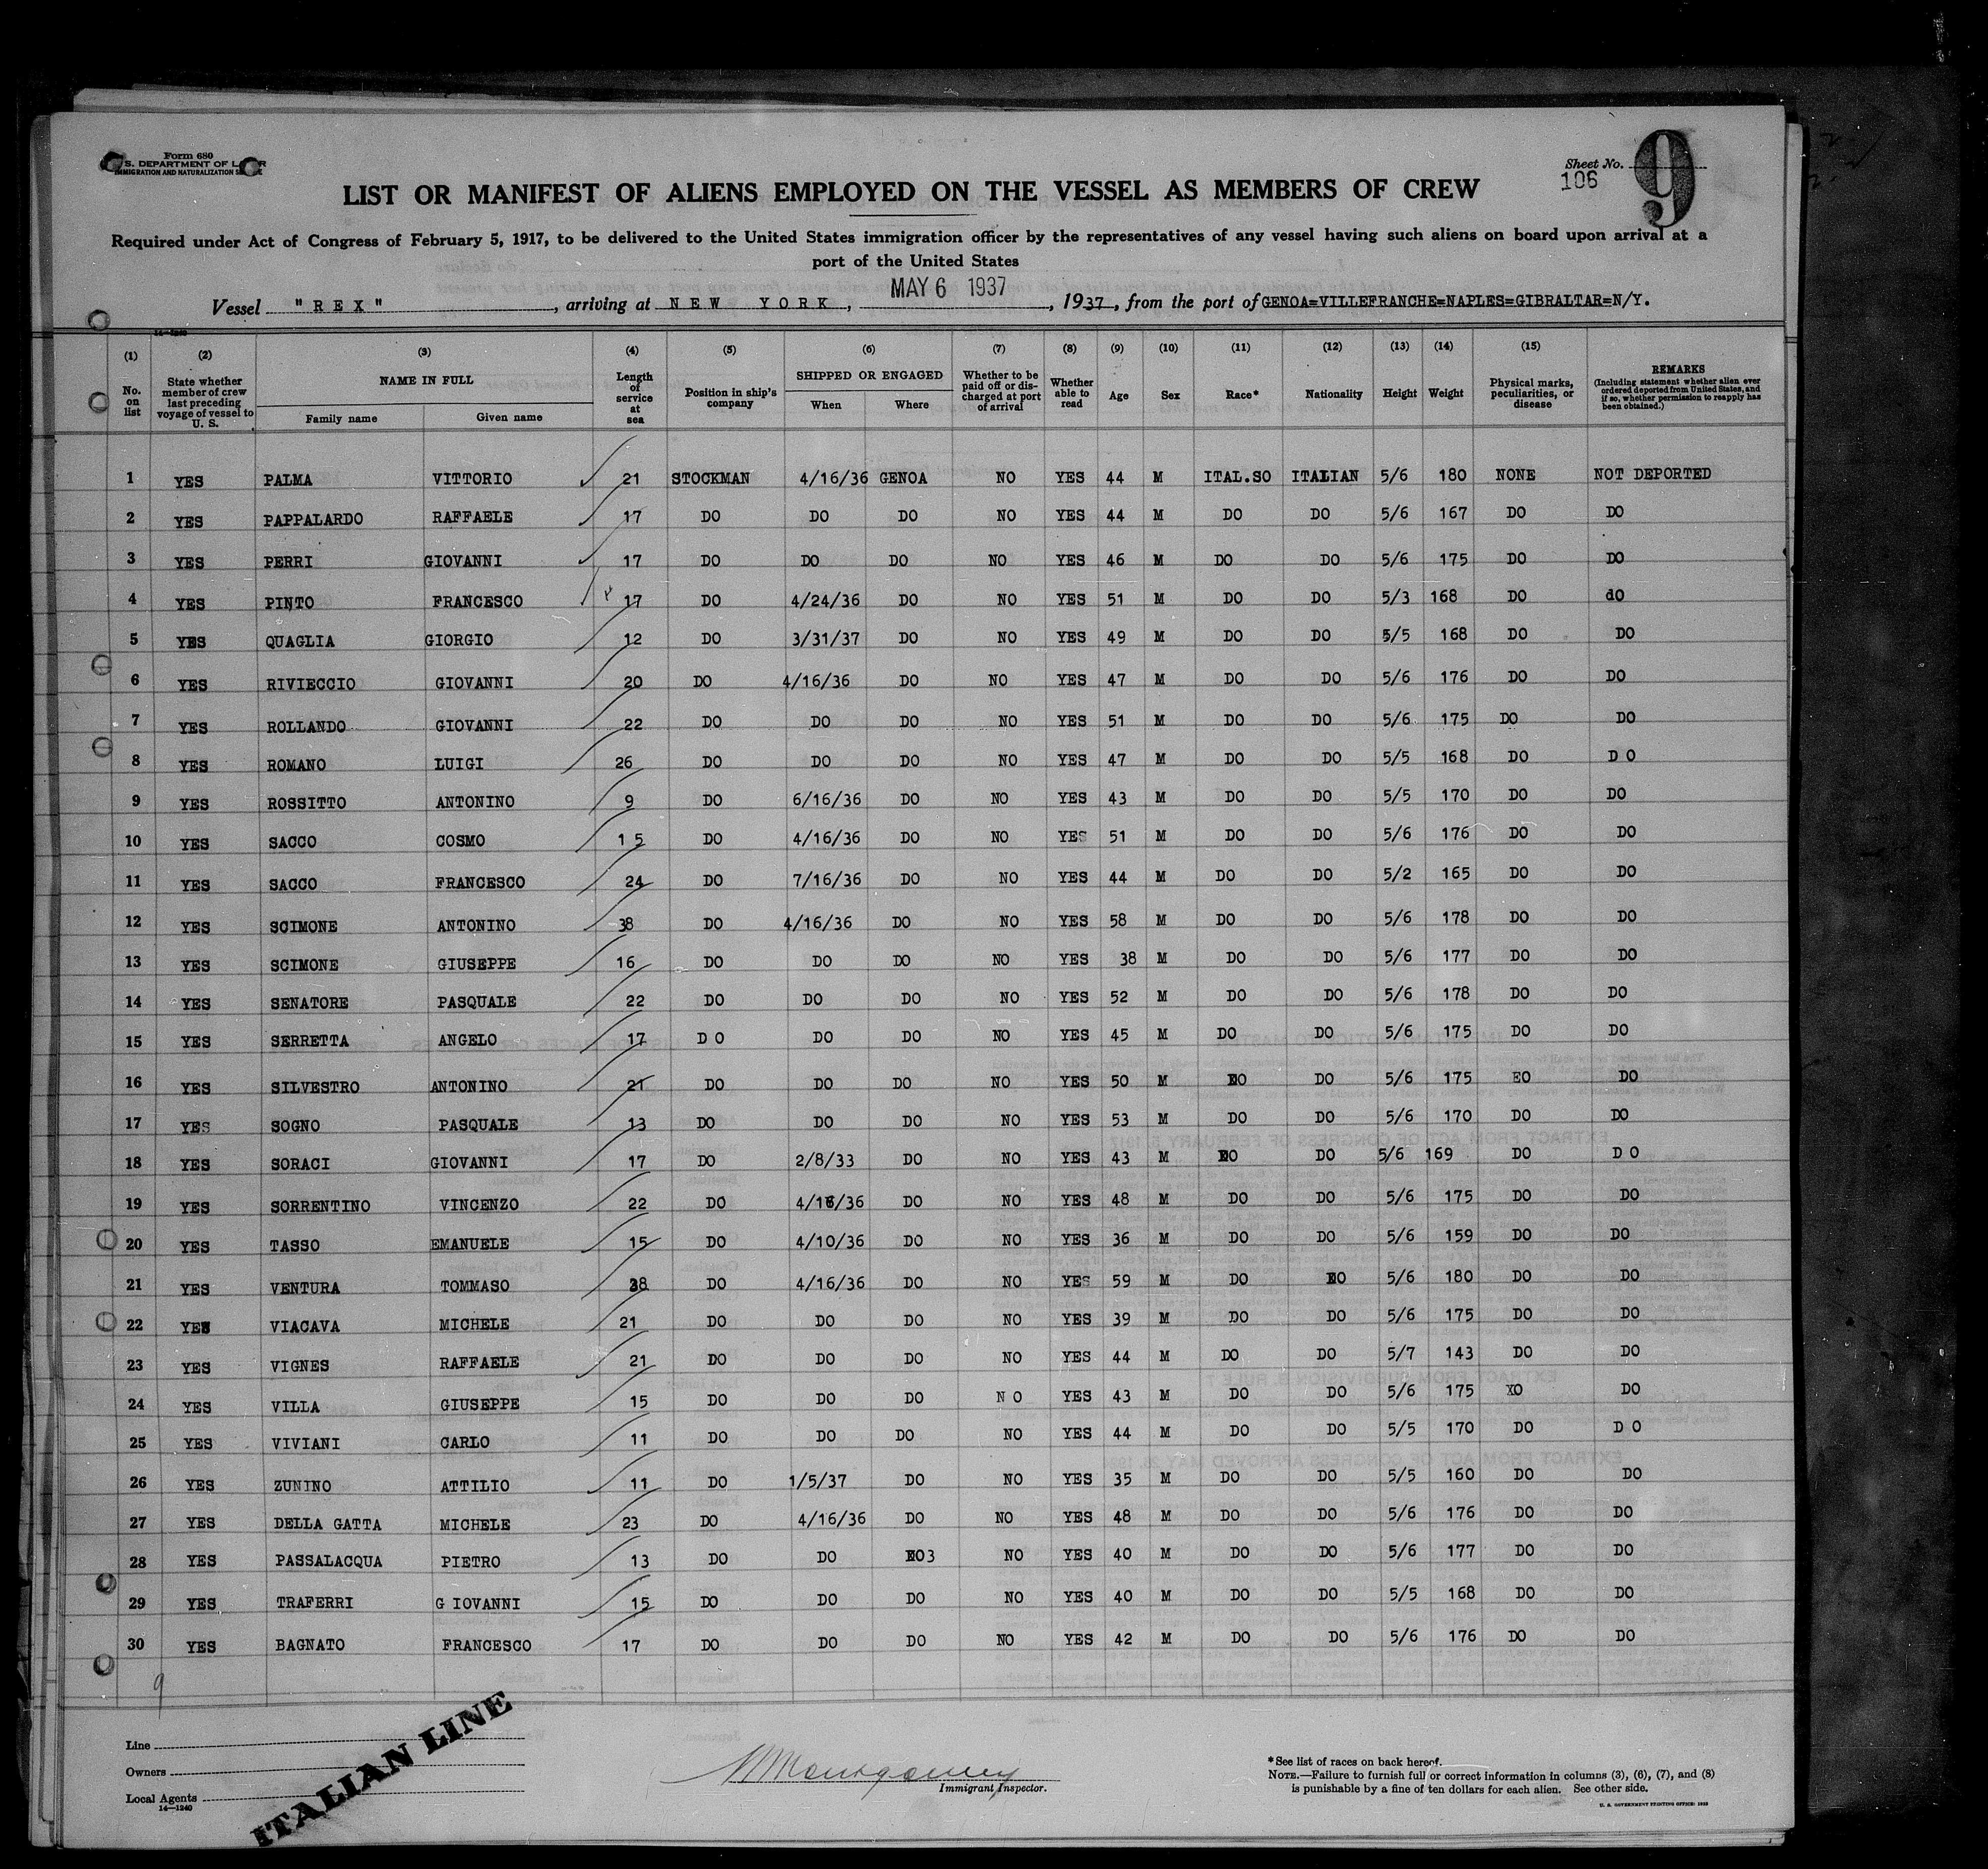 Form 680
S. DEPARTMENT OF L R
IMMIGRATION AND NATURALIZATION S
Sheet No. 9
106
LIST OR MANIFEST OF ALIENS EMPLOYED ON THE VESSEL AS MEMBERS OF CREW
Required under Act of Congress of February 5, 1917, to be delivered to the United States immigration officer by the representatives of any vessel having such aliens on board upon arrival at a
port of the United States
Vessel "REX", arriving at NEW YORK, MAY 6 1937, 1937, from the port of GENOA=VILLEFRANCHE=NAPLES=GIBRALTAR=N/Y.
14-1240
(1) (2) (3) (4) (5) (6) (7) (8) (9) (10) (11) (12) (13) (14) (15)
No. on list | State whether member of crew last preceding voyage of vessel to U. S. | NAME IN FULL | Family name | Given name | Length of service at sea | Position in ship's company | SHIPPED OR ENGAGED | When | Where | Whether to be paid off or discharged at port of arrival | Whether able to read | Age | Sex | Race* | Nationality | Height | Weight | Physical marks, peculiarities, or disease | REMARKS (Including statement whether alien ever ordered deported from United States, and if so, whether permission to reapply has been obtained.)
1 YES PALMA VITTORIO 21 STOCKMAN 4/16/36 GENOA NO YES 44 M ITAL.SO ITALIAN 5/6 180 NONE NOT DEPORTED
2 YES PAPPALARDO RAFFAELE 17 DO DO DO NO YES 44 M DO DO 5/6 167 DO DO
3 YES PERRI GIOVANNI 17 DO DO DO NO YES 46 M DO DO 5/6 175 DO DO
4 YES PINTO FRANCESCO 17 DO 4/24/36 DO NO YES 51 M DO DO 5/3 168 DO dO
5 YES QUAGLIA GIORGIO 12 DO 3/31/37 DO NO YES 49 M DO DO 5/5 168 DO DO
6 YES RIVIECCIO GIOVANNI 20 DO 4/16/36 DO NO YES 47 M DO DO 5/6 176 DO DO
7 YES ROLLANDO GIOVANNI 22 DO DO DO NO YES 51 M DO DO 5/6 175 DO DO
8 YES ROMANO LUIGI 26 DO DO DO NO YES 47 M DO DO 5/5 168 DO D O
9 YES ROSSITTO ANTONINO 9 DO 6/16/36 DO NO YES 43 M DO DO 5/5 170 DO DO
10 YES SACCO COSMO 1 5 DO 4/16/36 DO NO YES 51 M DO DO 5/6 176 DO DO
11 YES SACCO FRANCESCO 24 DO 7/16/36 DO NO YES 44 M DO DO 5/2 165 DO DO
12 YES SCIMONE ANTONINO 38 DO 4/16/36 DO NO YES 58 M DO DO 5/6 178 DO DO
13 YES SCIMONE GIUSEPPE 16 DO DO DO NO YES 38 M DO DO 5/6 177 DO DO
14 YES SENATORE PASQUALE 22 DO DO DO NO YES 52 M DO DO 5/6 178 DO DO
15 YES SERRETTA ANGELO 17 D O DO DO NO YES 45 M DO DO 5/6 175 DO DO
16 YES SILVESTRO ANTONINO 21 DO DO DO NO YES 50 M DO DO 5/6 175 EO DO
17 YES SOGNO PASQUALE 13 DO DO DO NO YES 53 M DO DO 5/6 170 DO DO
18 YES SORACI GIOVANNI 17 DO 2/8/33 DO NO YES 43 M DO DO 5/6 169 DO D O
19 YES SORRENTINO VINCENZO 22 DO 4/16/36 DO NO YES 48 M DO DO 5/6 175 DO DO
20 YES TASSO EMANUELE 15 DO 4/10/36 DO NO YES 36 M DO DO 5/6 159 DO DO
21 YES VENTURA TOMMASO 38 DO 4/16/36 DO NO YES 59 M DO DO 5/6 180 DO DO
22 YES VIACAVA MICHELE 21 DO DO DO NO YES 39 M DO DO 5/6 175 DO DO
23 YES VIGNES RAFFAELE 21 DO DO DO NO YES 44 M DO DO 5/7 143 DO DO
24 YES VILLA GIUSEPPE 15 DO DO DO N O YES 43 M DO DO 5/6 175 XO DO
25 YES VIVIANI CARLO 11 DO DO DO NO YES 44 M DO DO 5/5 170 DO D O
26 YES ZUNINO ATTILIO 11 DO 1/5/37 DO NO YES 35 M DO DO 5/5 160 DO DO
27 YES DELLA GATTA MICHELE 23 DO 4/16/36 DO NO YES 48 M DO DO 5/6 176 DO DO
28 YES PASSALACQUA PIETRO 13 DO DO DO3 NO YES 40 M DO DO 5/6 177 DO DO
29 YES TRAFERRI G IOVANNI 15 DO DO DO NO YES 40 M DO DO 5/5 168 DO DO
30 YES BAGNATO FRANCESCO 17 DO DO DO NO YES 42 M DO DO 5/6 176 DO DO
9
Line
Owners
Local Agents
14-1240
ITALIAN LINE
Montgomery
Immigrant Inspector.
*See list of races on back hereof.
NOTE.—Failure to furnish full or correct information in columns (3), (6), (7), and (8)
is punishable by a fine of ten dollars for each alien. See other side.
U. S. GOVERNMENT PRINTING OFFICE: